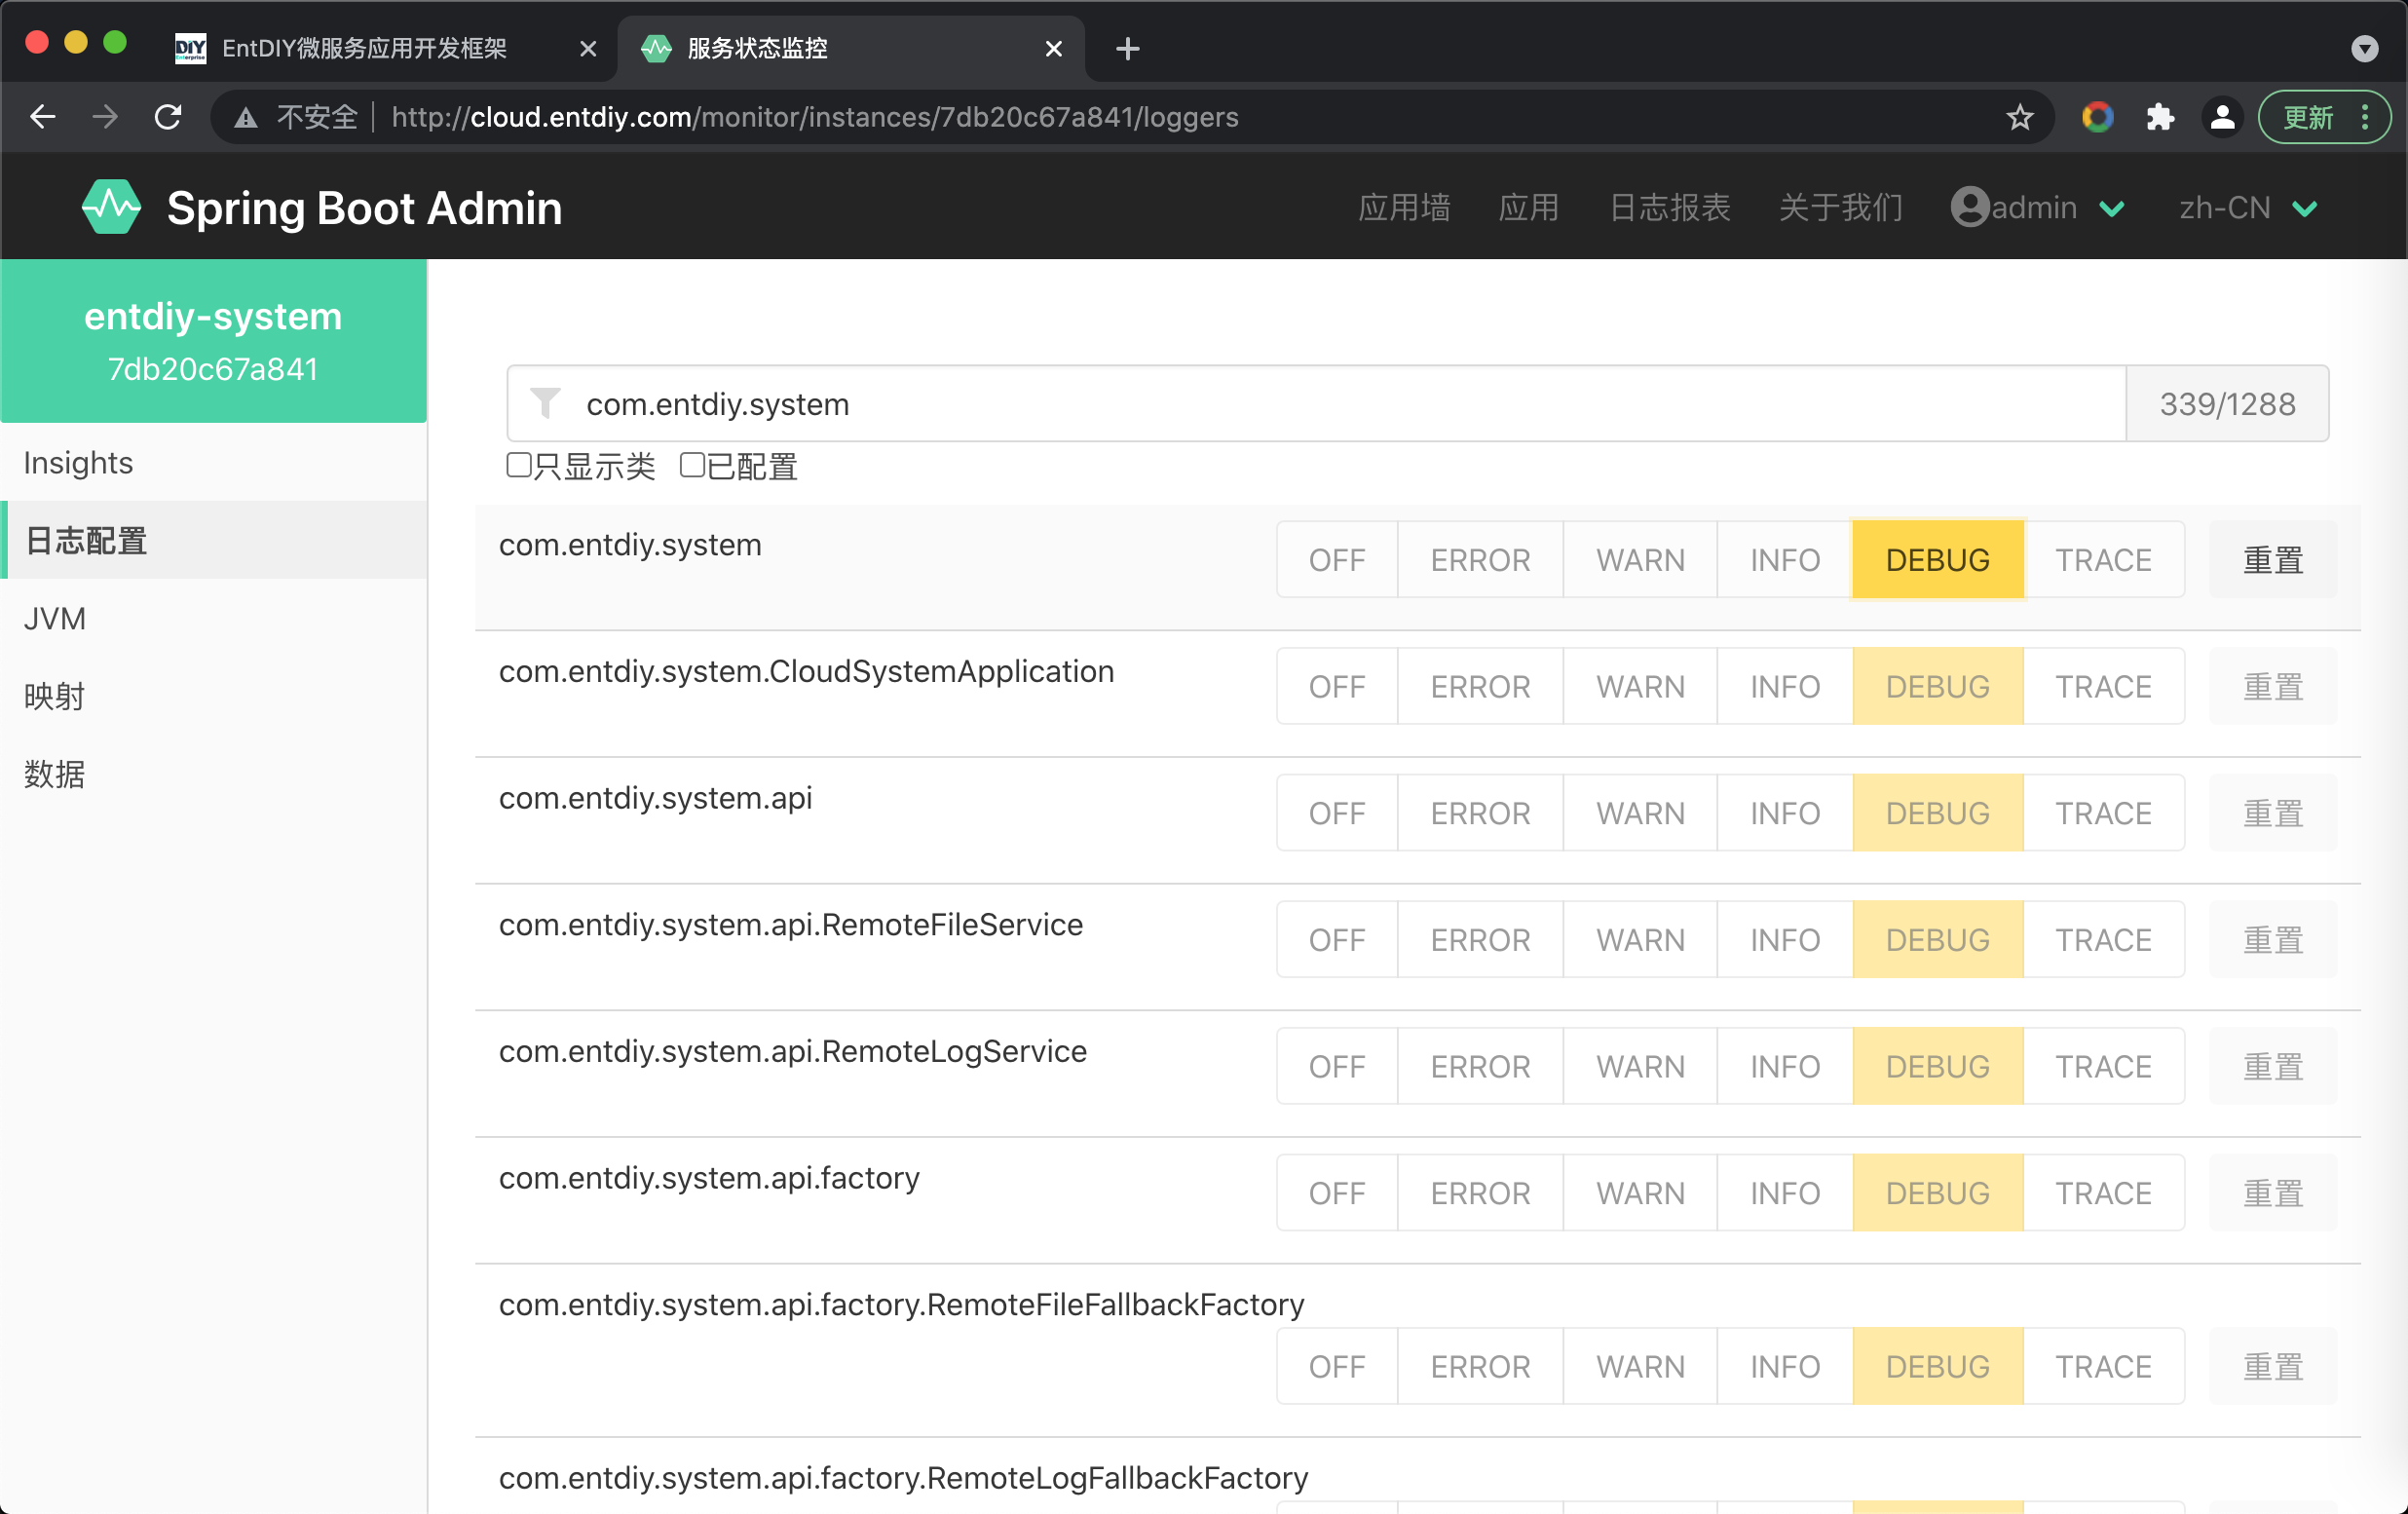 EntDIY微服务应用开发框架
服务状态监控
不安全 http://cloud.entdiy.com/monitor/instances/7db20c67a841/loggers 更新
Spring Boot Admin 应用墙 应用 日志报表 关于我们 admin zh-CN
entdiy-system
7db20c67a841
Insights
日志配置
JVM
映射
数据
com.entdiy.system 339/1288
只显示类 已配置
com.entdiy.system OFF ERROR WARN INFO DEBUG TRACE 重置
com.entdiy.system.CloudSystemApplication OFF ERROR WARN INFO DEBUG TRACE 重置
com.entdiy.system.api OFF ERROR WARN INFO DEBUG TRACE 重置
com.entdiy.system.api.RemoteFileService OFF ERROR WARN INFO DEBUG TRACE 重置
com.entdiy.system.api.RemoteLogService OFF ERROR WARN INFO DEBUG TRACE 重置
com.entdiy.system.api.factory OFF ERROR WARN INFO DEBUG TRACE 重置
com.entdiy.system.api.factory.RemoteFileFallbackFactory
OFF ERROR WARN INFO DEBUG TRACE 重置
com.entdiy.system.api.factory.RemoteLogFallbackFactory